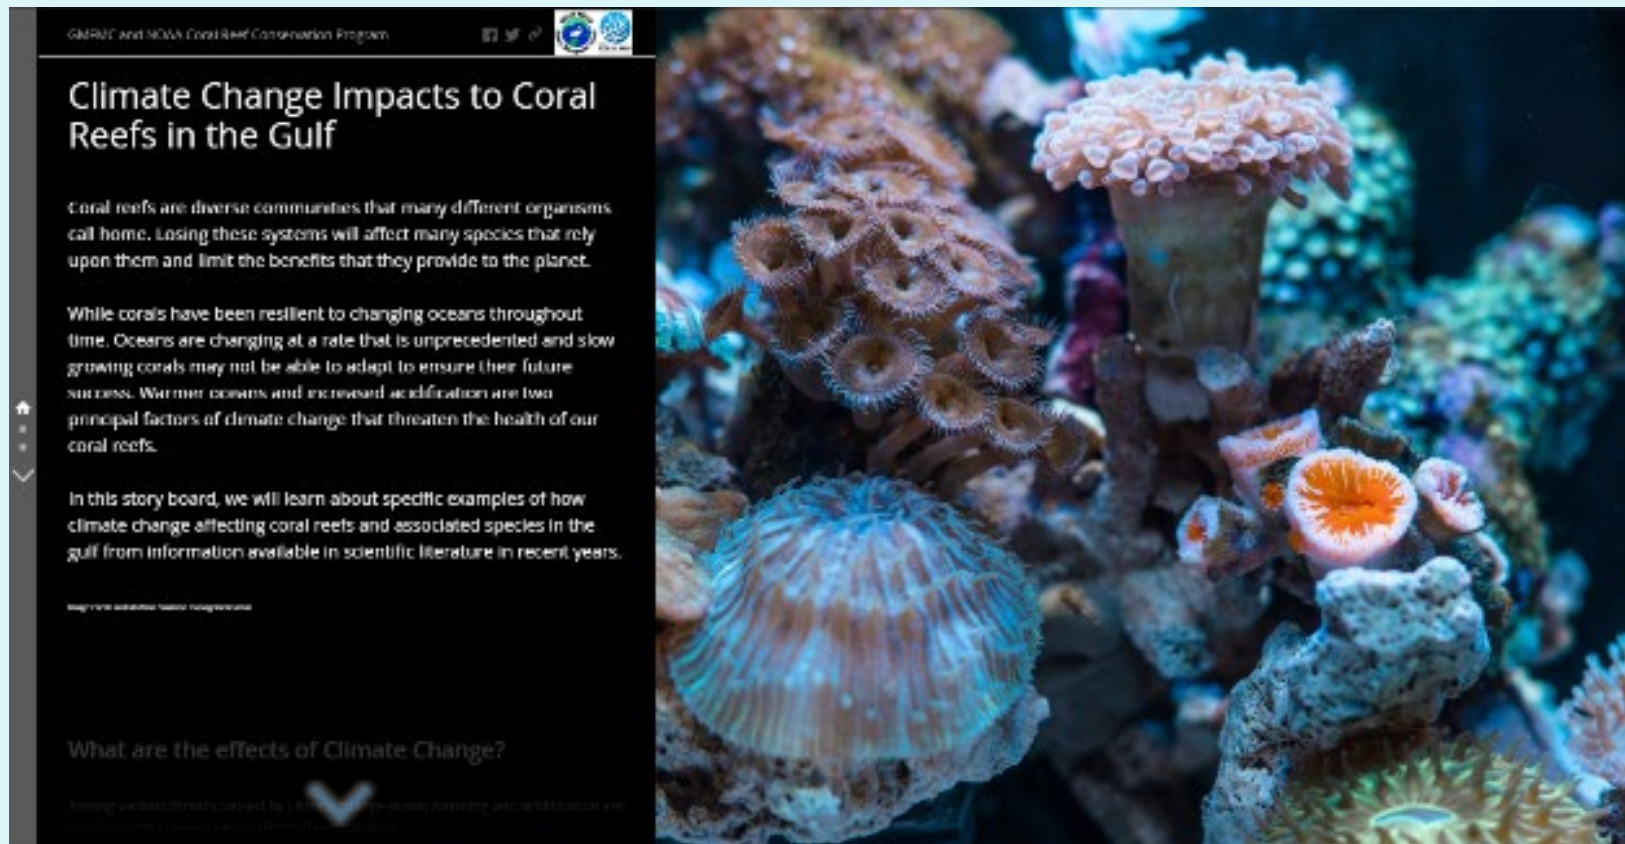 GMFMC and NOAA Coral Reef Conservation Program
Climate Change Impacts to Coral
Reefs in the Gulf
Coral reefs are diverse communities that many different organisms
call home. Losing these systems will affect many species that rely
upon them and limit the benefits that they provide to the planet.
While corals have been resilient to changing oceans throughout
time. Oceans are changing at a rate that is unprecedented and slow
growing corals may not be able to adapt to ensure their future
success. Warmer oceans and increased acidification are two
principal factors of climate change that threaten the health of our
coral reefs.
In this story board, we will learn about specific examples of how
climate change affecting coral reefs and associated species in the
gulf from information available in scientific literature in recent years.
What are the effects of Climate Change?